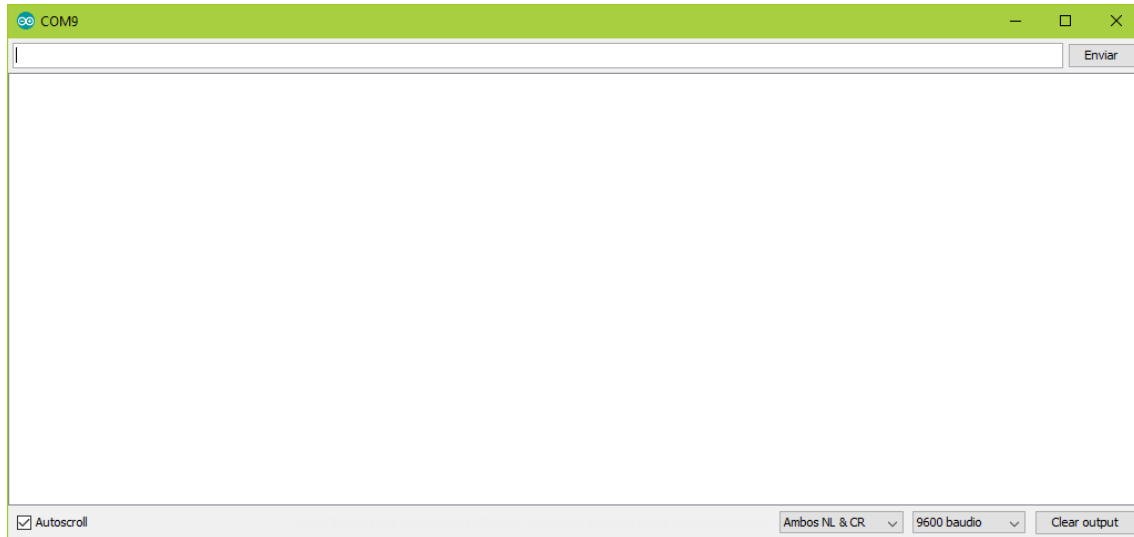 COM9
Enviar
Autoscroll
Ambos NL & CR
9600 baudio
Clear output